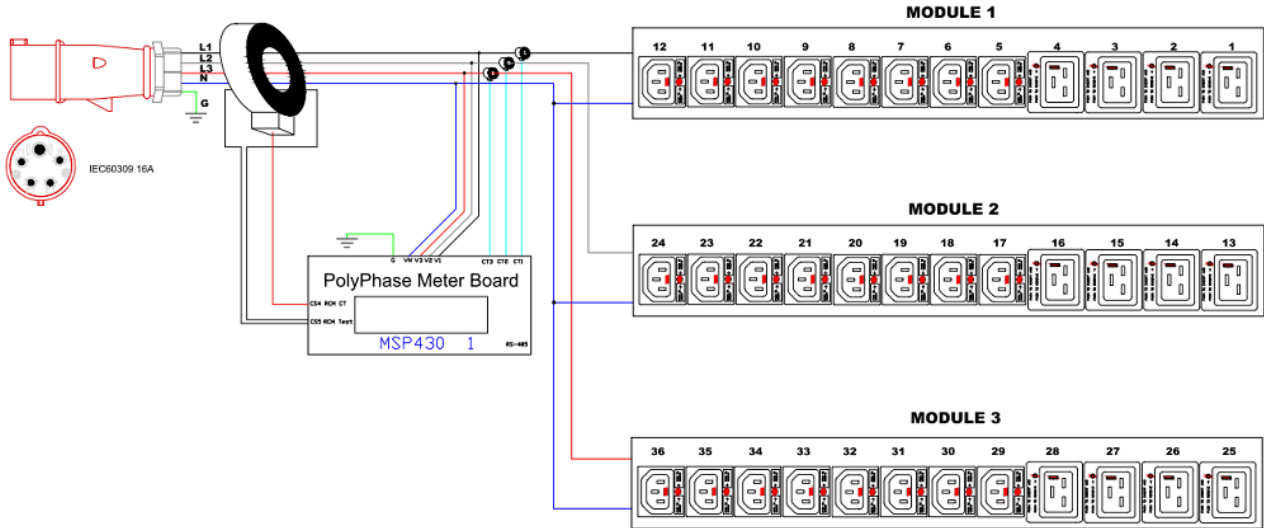 MODULE 1
12 11 10 9 8 7 6 5 4 3 2 1
L1
L2
L3
N
G
IEC60309 16A
MODULE 2
24 23 22 21 20 19 18 17 16 15 14 13
G VN V3 V2 V1 CT3 CT2 CT1
PolyPhase Meter Board
CS4 RCM CT
CS5 RCM Test
MSP430 1
RS-485
MODULE 3
36 35 34 33 32 31 30 29 28 27 26 25